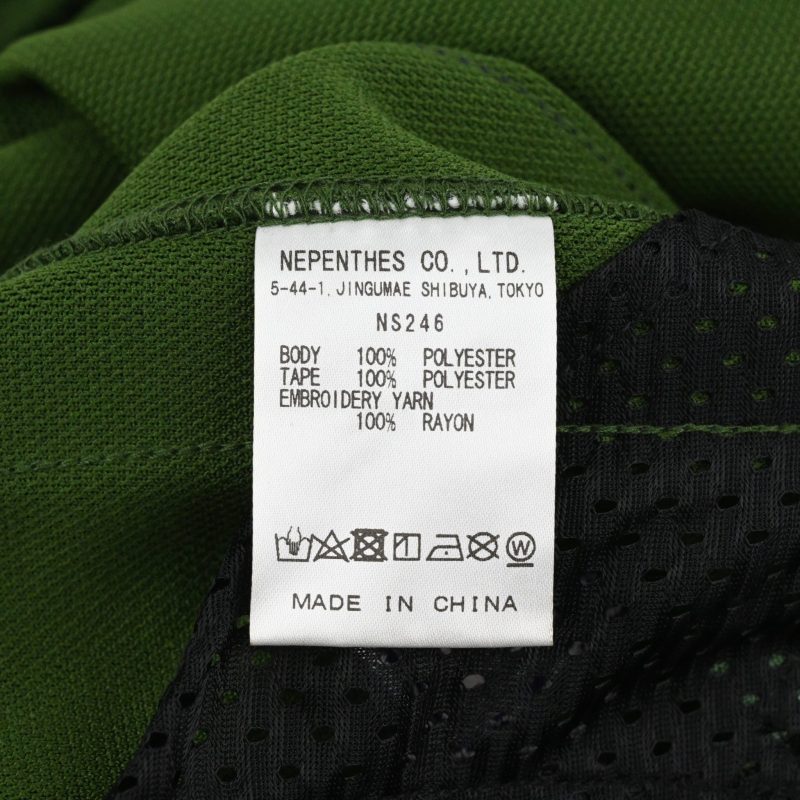 NEPENTHES CO.,LTD.
5-44-1, JINGUMAE SHIBUYA, TOKYO
NS246
BODY 100% POLYESTER
TAPE 100% POLYESTER
EMBROIDERY YARN
100% RAYON
W
MADE IN CHINA